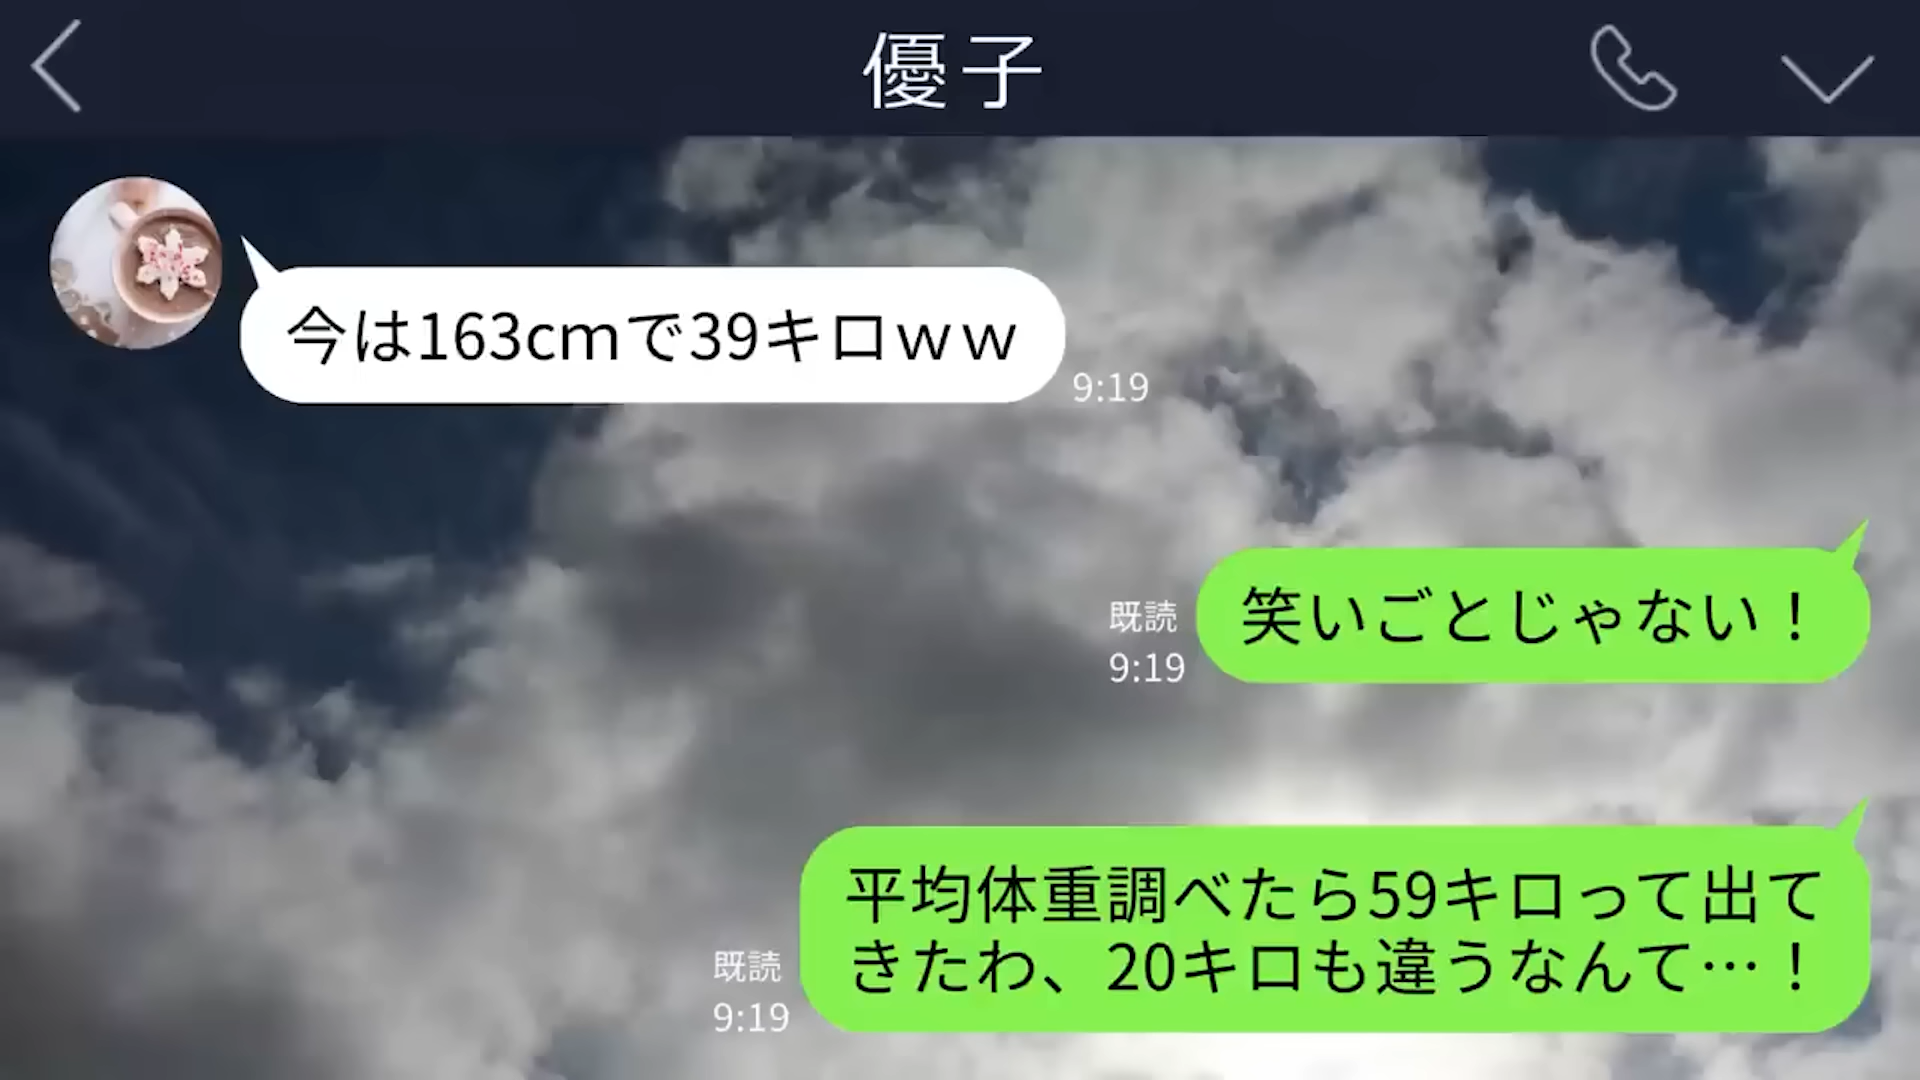 優子
今は163cmで39キロｗｗ
9:19
笑いごとじゃない！
既読
9:19
平均体重調べたら59キロって出て
きたわ、20キロも違うなんて…！
既読
9:19